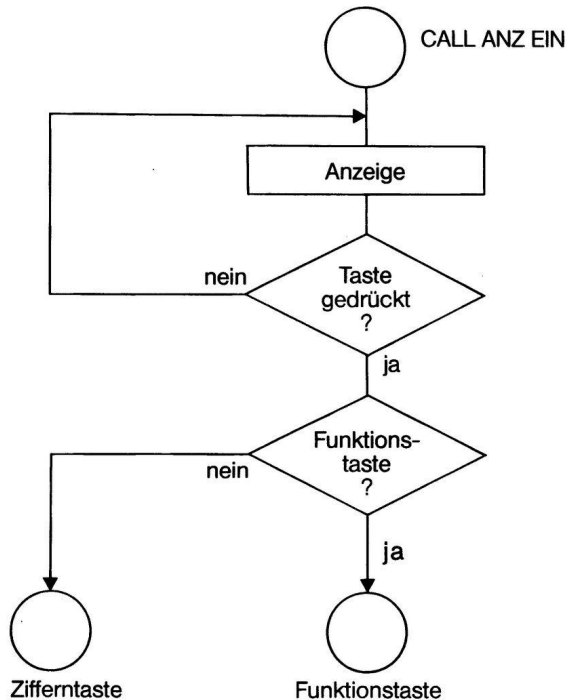 CALL ANZ EIN
Anzeige
nein
Taste
gedrückt
?
ja
nein
Funktions-
taste
?
ja
Zifferntaste
Funktionstaste